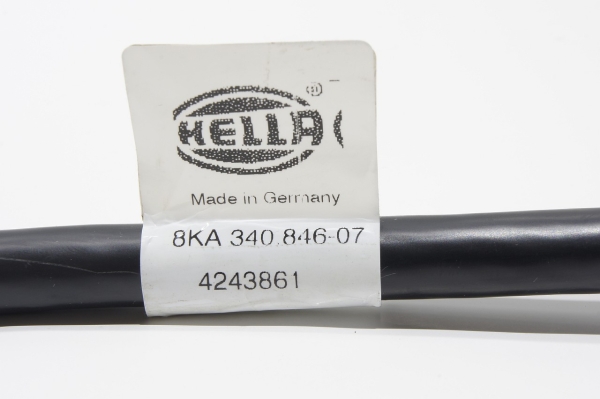 HELLA ®
Made in Germany
8KA 340 846-07
4243861